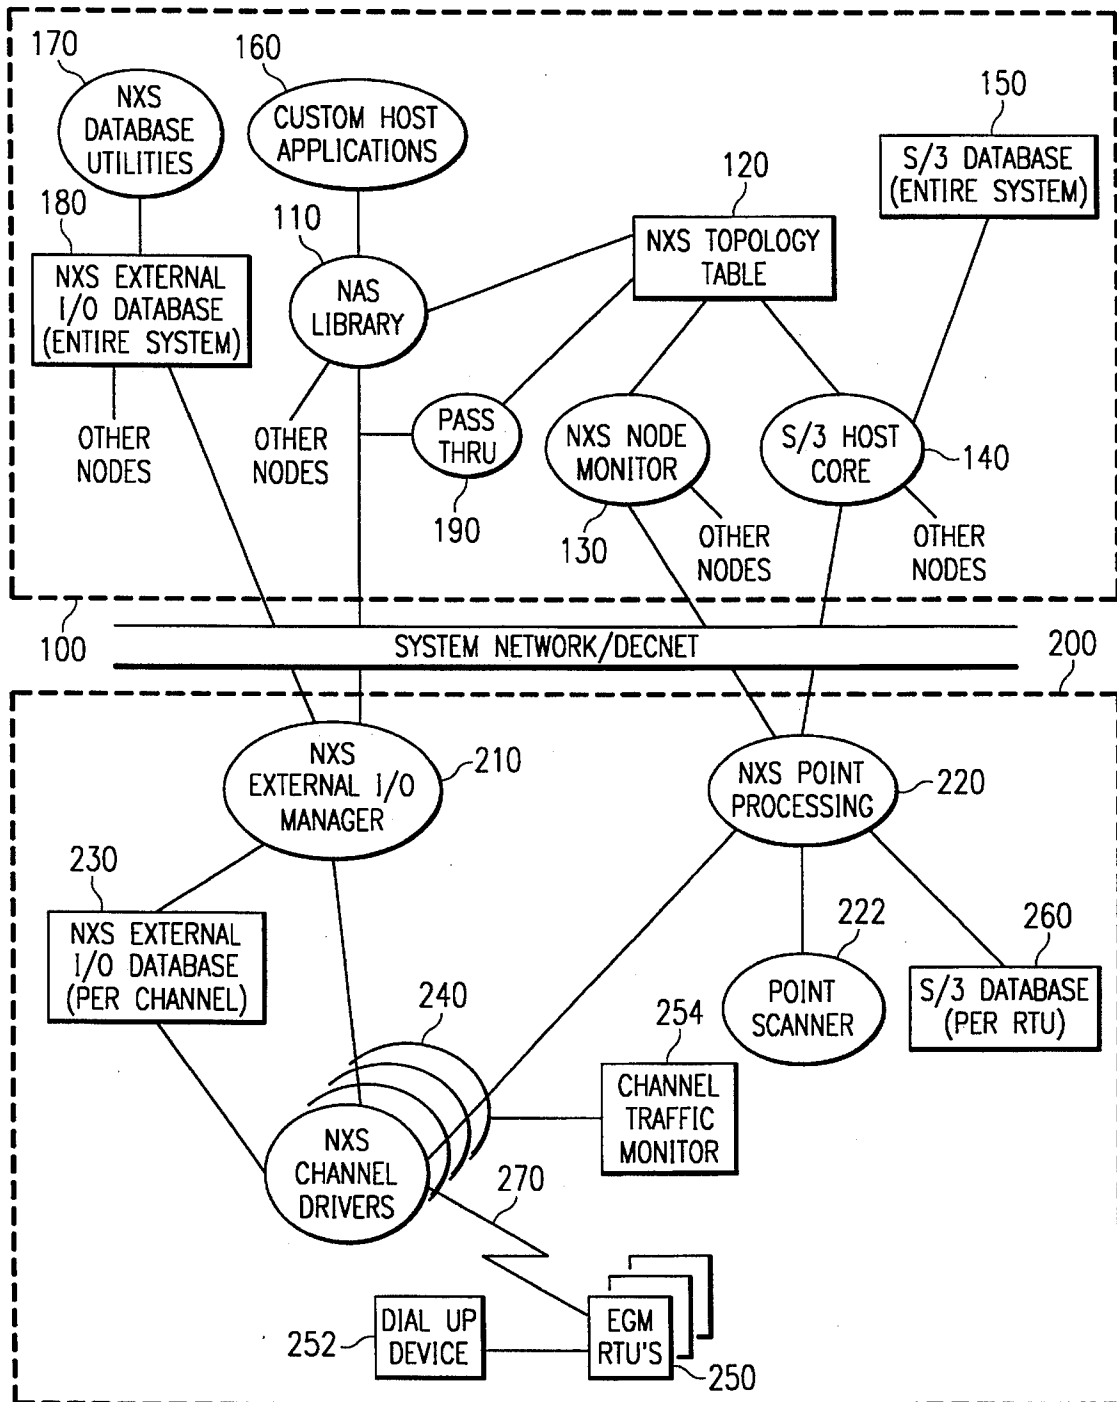 170
160
150
NXS
DATABASE
UTILITIES
CUSTOM HOST
APPLICATIONS
S/3 DATABASE
(ENTIRE SYSTEM)
120
180
110
NXS TOPOLOGY
TABLE
NXS EXTERNAL
I/O DATABASE
(ENTIRE SYSTEM)
NAS
LIBRARY
OTHER
NODES
OTHER
NODES
PASS
THRU
NXS NODE
MONITOR
S/3 HOST
CORE
140
190
130
OTHER
NODES
OTHER
NODES
100
SYSTEM NETWORK/DECNET
200
NXS
EXTERNAL I/O
MANAGER
210
NXS POINT
PROCESSING
220
230
NXS EXTERNAL
I/O DATABASE
(PER CHANNEL)
222
260
POINT
SCANNER
S/3 DATABASE
(PER RTU)
240
254
CHANNEL
TRAFFIC
MONITOR
NXS
CHANNEL
DRIVERS
270
DIAL UP
DEVICE
252
EGM
RTU'S
250